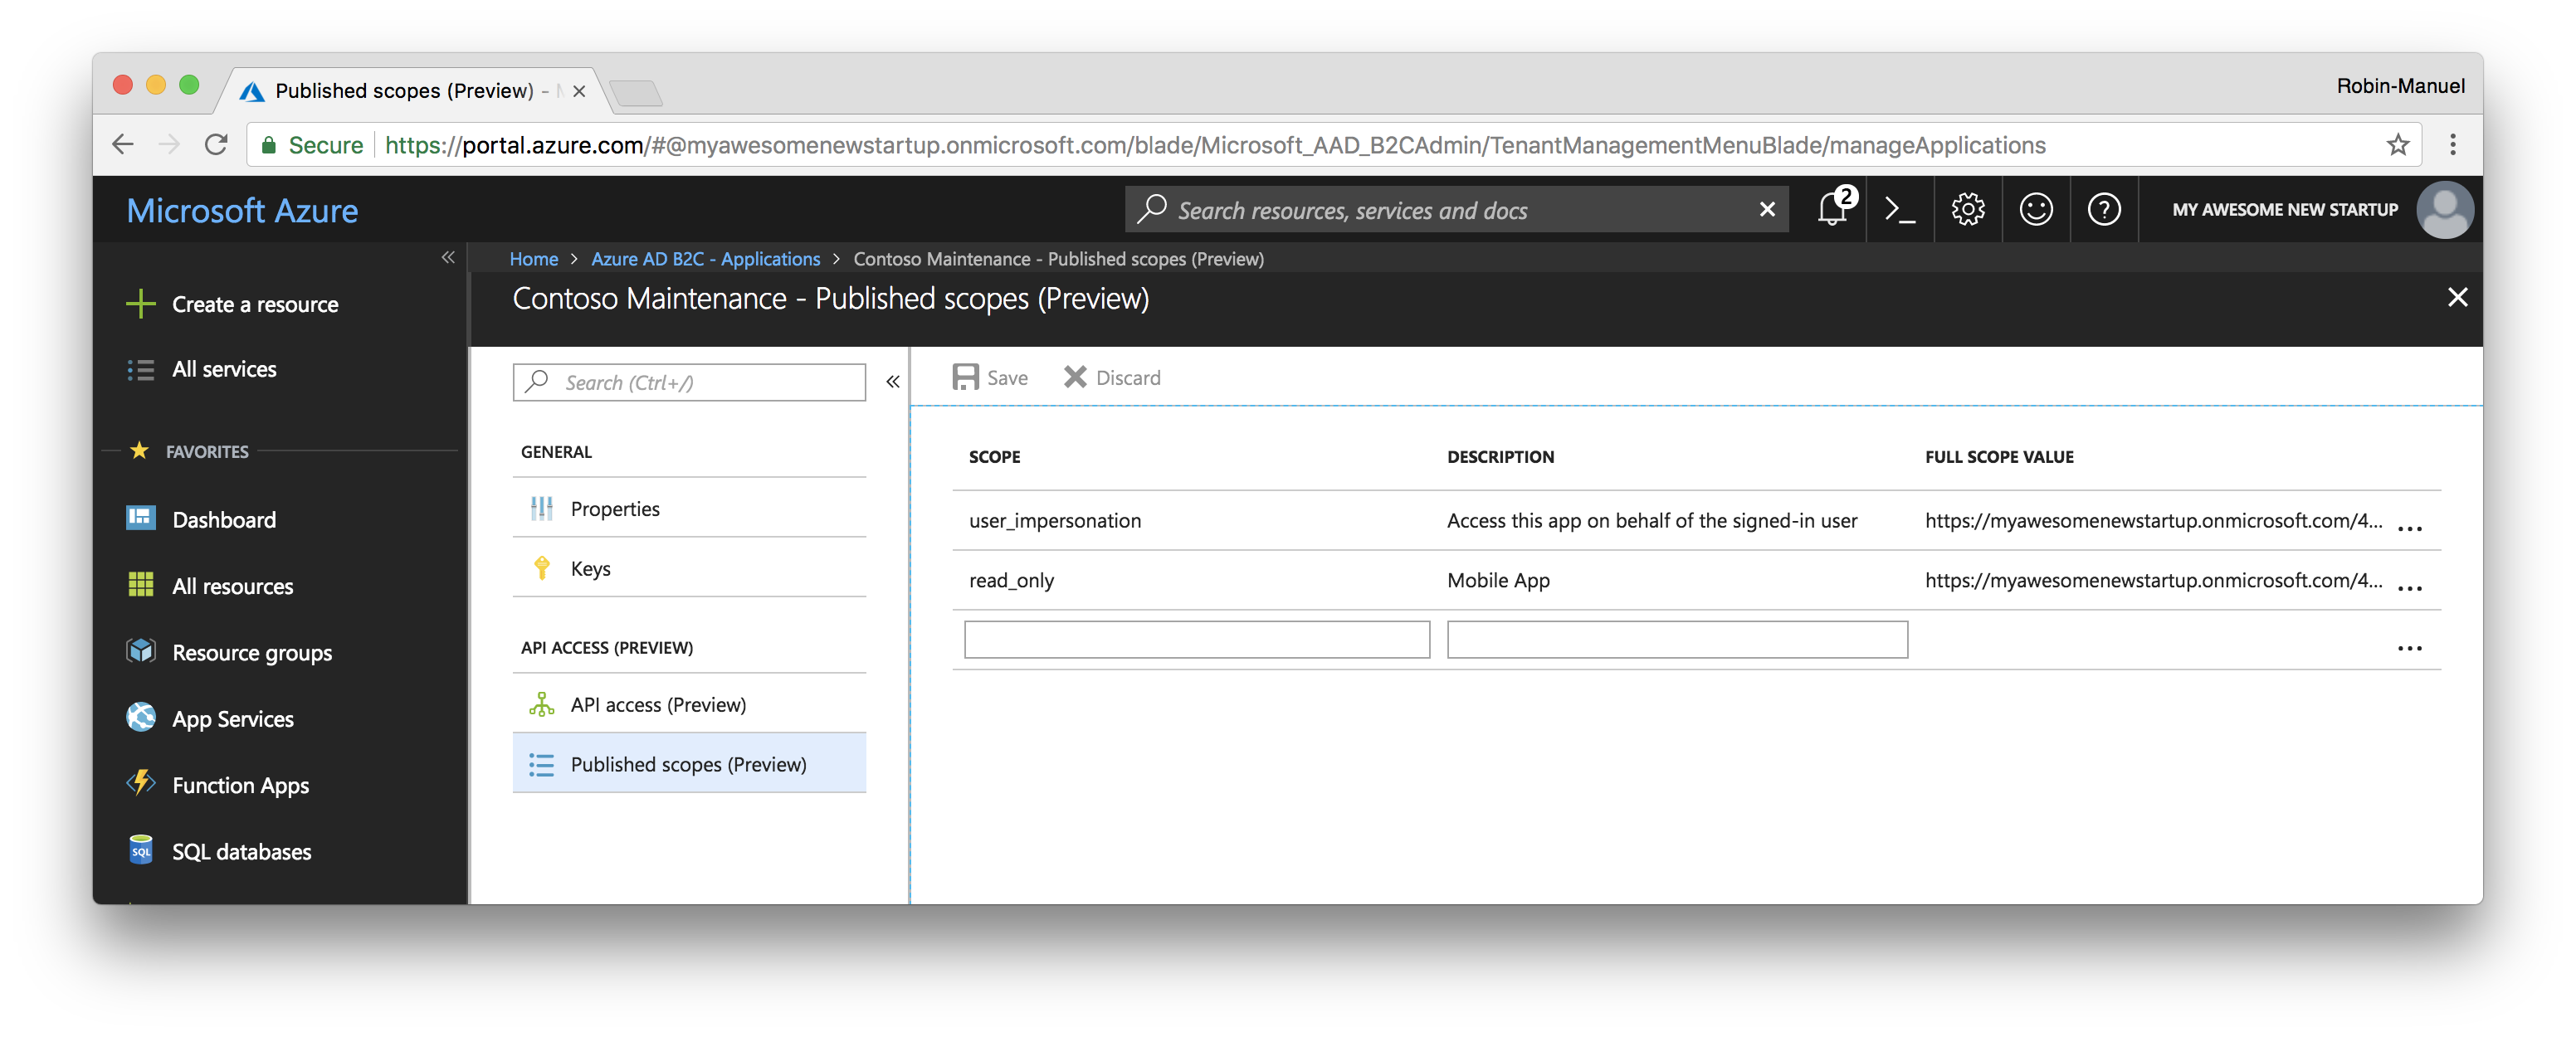 Published scopes (Preview) -
Robin-Manuel
Secure https://portal.azure.com/#@myawesomenewstartup.onmicrosoft.com/blade/Microsoft_AAD_B2CAdmin/TenantManagementMenuBlade/manageApplications
Microsoft Azure
Search resources, services and docs
2
MY AWESOME NEW STARTUP
Home > Azure AD B2C - Applications > Contoso Maintenance - Published scopes (Preview)
Contoso Maintenance - Published scopes (Preview)
Create a resource
All services
FAVORITES
Dashboard
All resources
Resource groups
App Services
Function Apps
SQL
SQL databases
Search (Ctrl+/)
GENERAL
Properties
Keys
API ACCESS (PREVIEW)
API access (Preview)
Published scopes (Preview)
Save Discard
SCOPE DESCRIPTION FULL SCOPE VALUE
user_impersonation Access this app on behalf of the signed-in user https://myawesomenewstartup.onmicrosoft.com/4... ...
read_only Mobile App https://myawesomenewstartup.onmicrosoft.com/4... ...
...